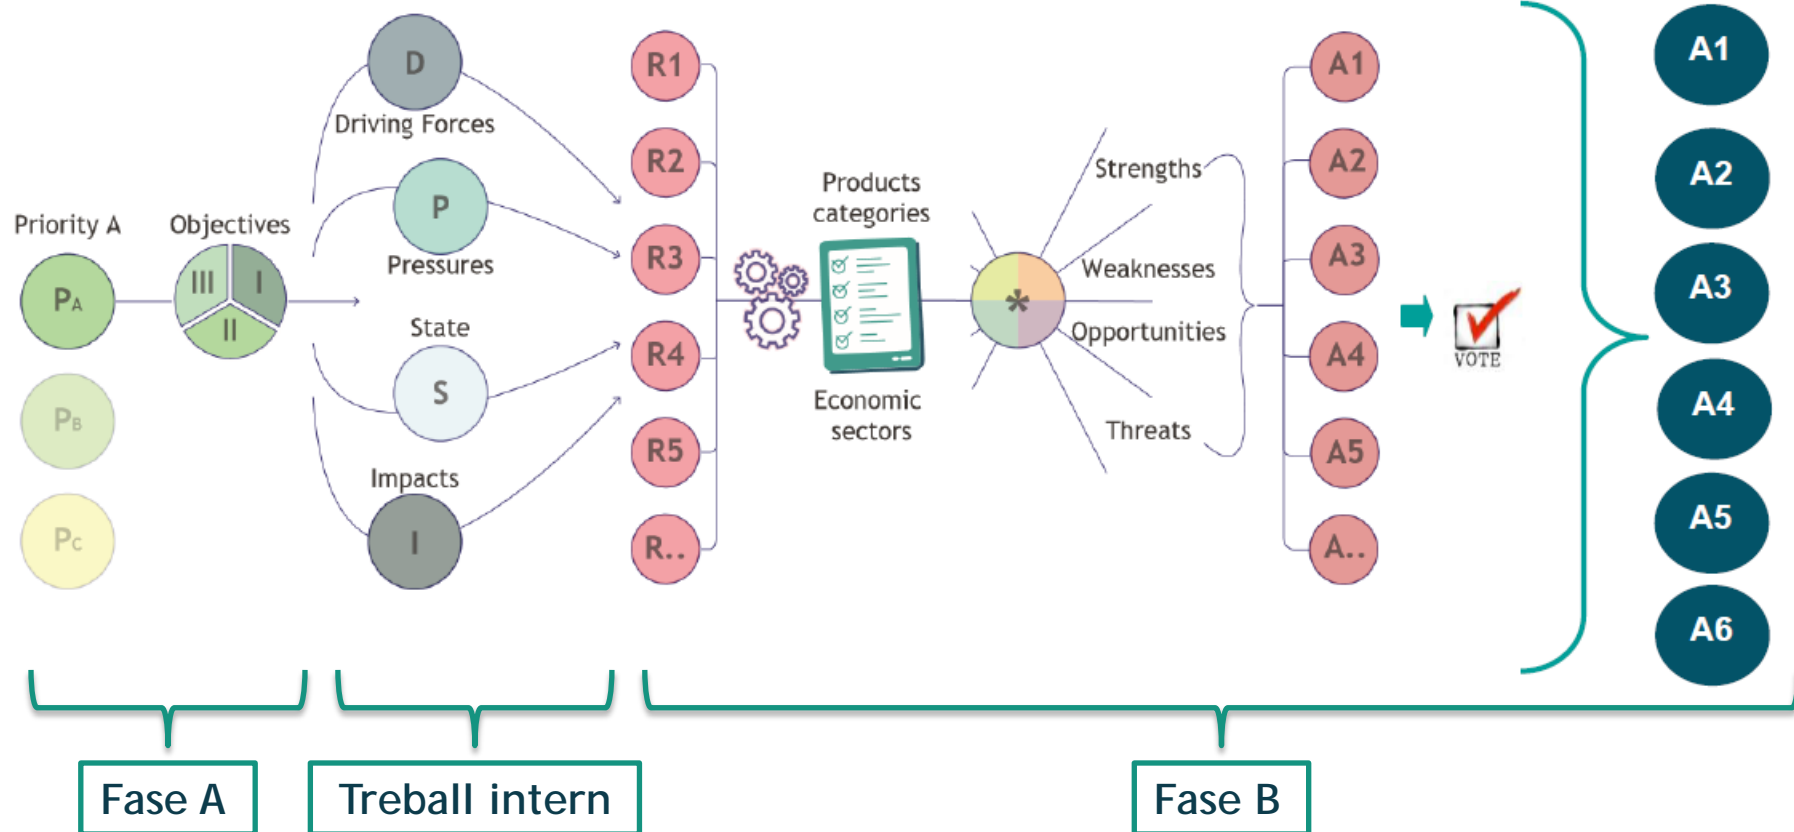 Priority A
PA
PB
PC
Objectives
III
I
II
D
Driving Forces
P
Pressures
State
S
Impacts
I
R1
R2
R3
R4
R5
R..
Products
categories
Economic
sectors
*
Strengths
Weaknesses
Opportunities
Threats
A1
A2
A3
A4
A5
A..
VOTE
A1
A2
A3
A4
A5
A6
Fase A
Treball intern
Fase B